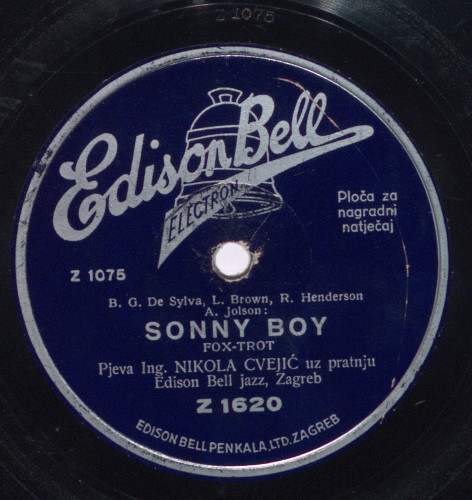 Z 1075
Edison Bell
ELECTRON
Ploča za
nagradni
natječaj
Z 1075
B. G. De Sylva, L. Brown, R. Henderson
A. Jolson:
SONNY BOY
FOX-TROT
Pjeva Ing. NIKOLA CVEJIĆ uz pratnju
Edison Bell jazz, Zagreb
Z 1620
EDISON BELL PENKALA, LTD. ZAGREB